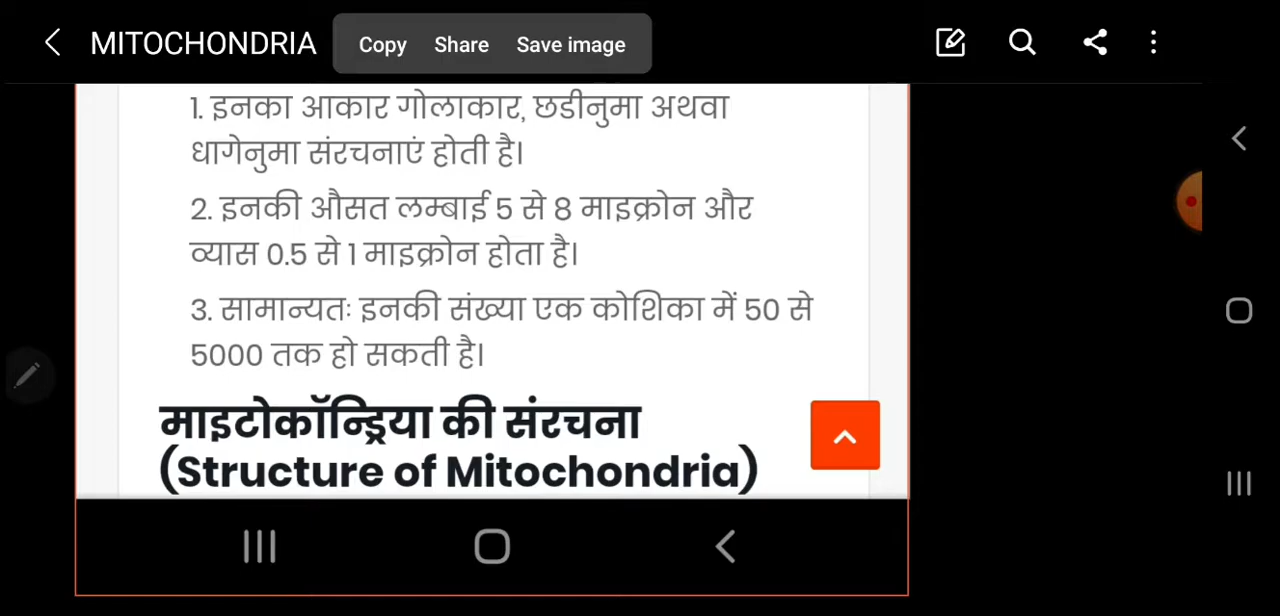 MITOCHONDRIA
Copy Share Save image
1. इनका आकार गोलाकार, छडीनुमा अथवा
धागेनुमा संरचनाएं होती है।
2. इनकी औसत लम्बाई 5 से 8 माइक्रोन और
व्यास 0.5 से 1 माइक्रोन होता है।
3. सामान्यतः इनकी संख्या एक कोशिका में 50 से
5000 तक हो सकती है।
माइटोकॉन्ड्रिया की संरचना
(Structure of Mitochondria)